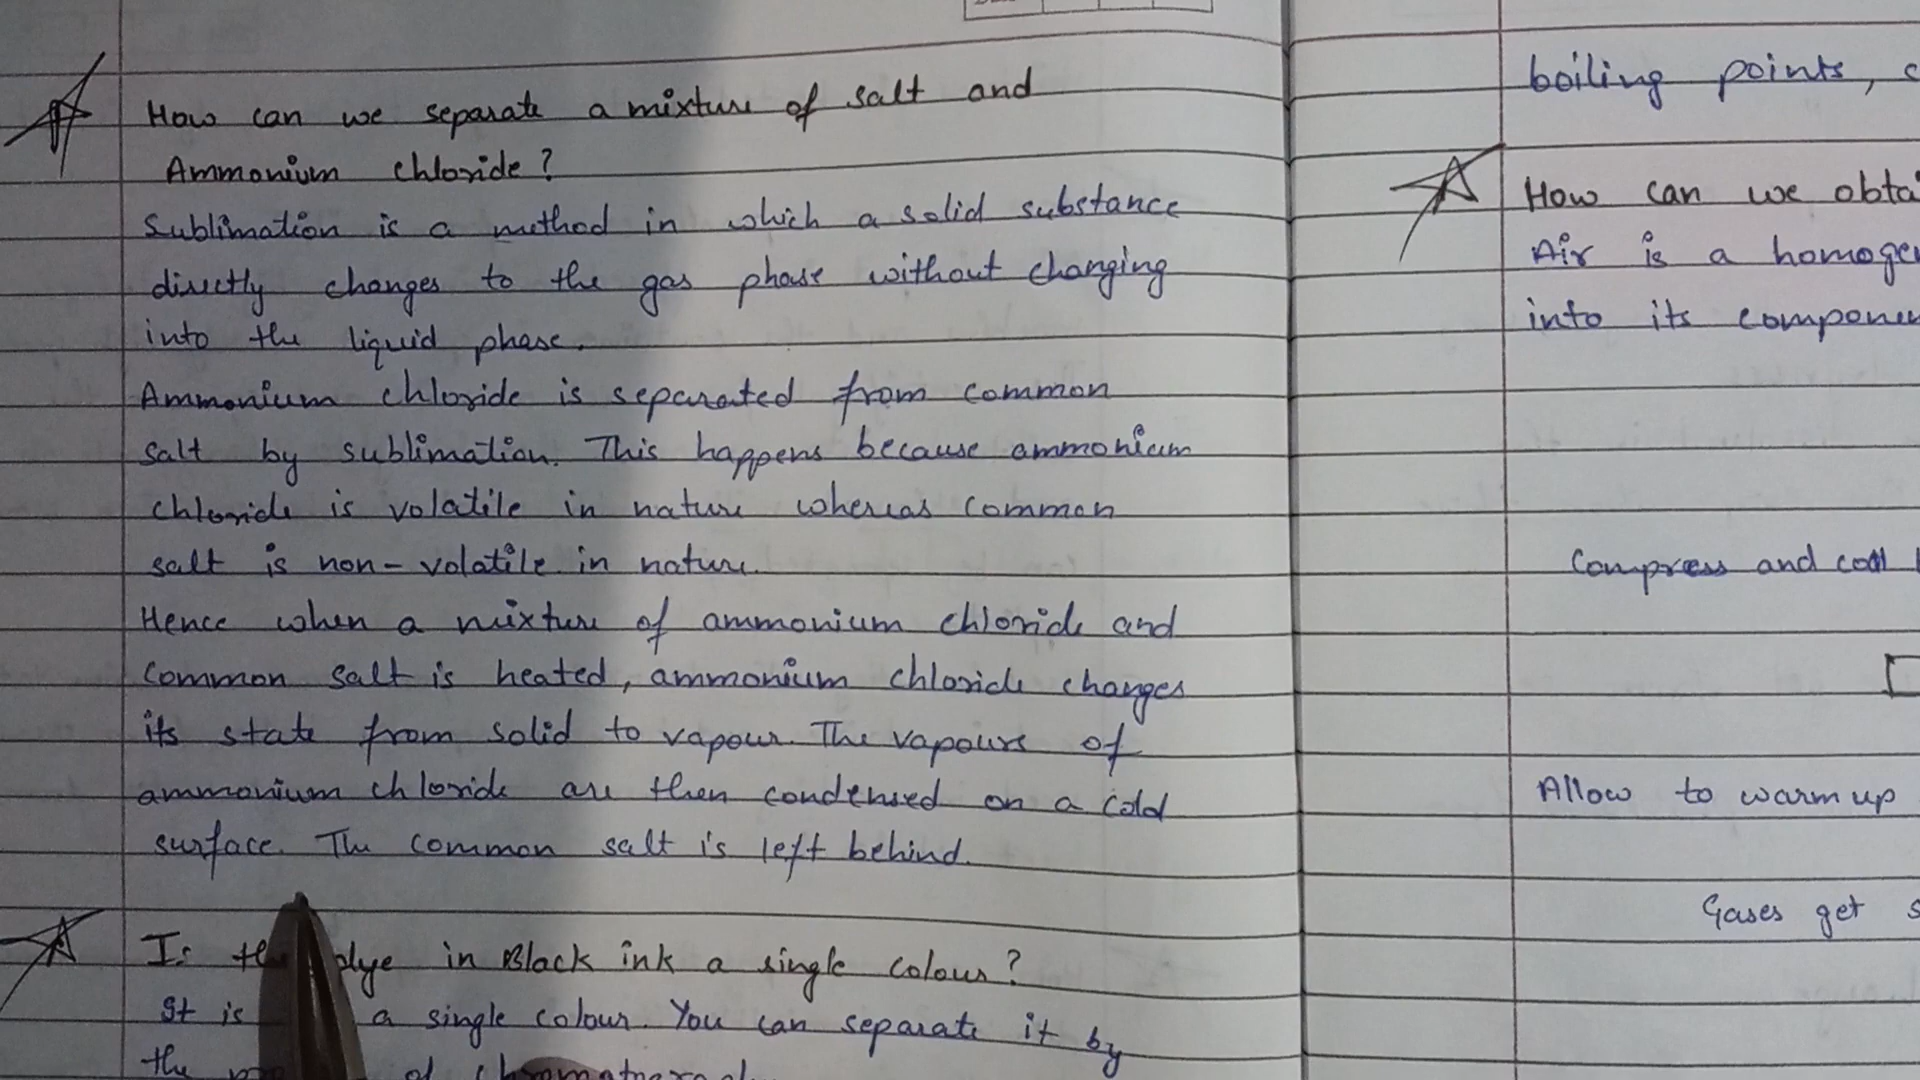 How can we separate a mixture of salt and
Ammonium chloride?
Sublimation is a method in which a solid substance
directly changes to the gas phase without changing
into the liquid phase.
Ammonium chloride is separated from common
salt by sublimation. This happens because ammonium
chloride is volatile in nature whereas common
salt is non-volatile in nature.
Hence when a mixture of ammonium chloride and
common salt is heated, ammonium chloride changes
its state from solid to vapour. The vapours of
ammonium chloride are then condensed on a cold
surface. The common salt is left behind.
Is dye in Black ink a single colour?
It is a single colour. You can separate it by
the of
boiling points,
How can we
Air is a
into its
Compress and cool
Allow to warm up
Gases get